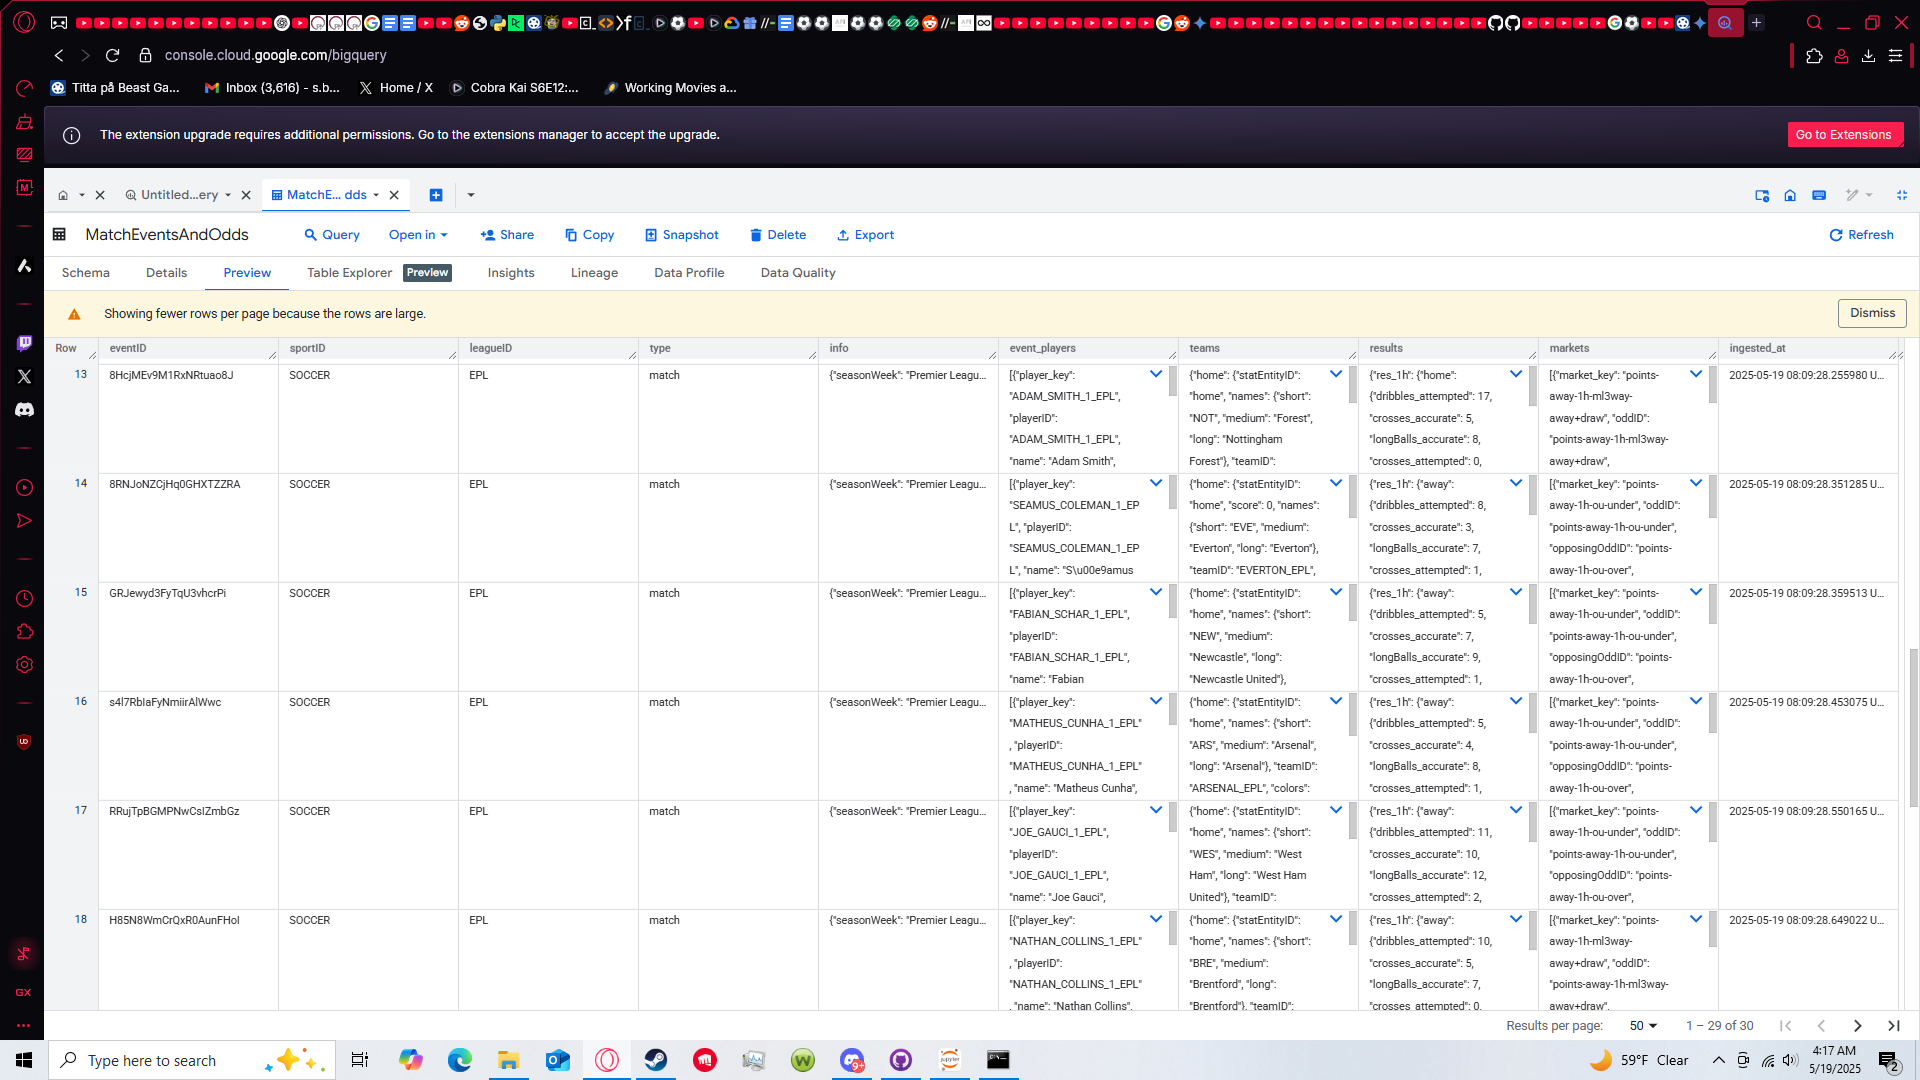 console.cloud.google.com/bigquery
Titta på Beast Ga...
Inbox (3,616) - s.b...
Home / X
Cobra Kai S6E12:...
Working Movies a...
The extension upgrade requires additional permissions. Go to the extensions manager to accept the upgrade.
Go to Extensions
Untitled...ery
MatchE... dds
MatchEventsAndOdds
Query
Open in
Share
Copy
Snapshot
Delete
Export
Refresh
Schema
Details
Preview
Table Explorer
Preview
Insights
Lineage
Data Profile
Data Quality
Showing fewer rows per page because the rows are large.
Dismiss
Row eventID sportID leagueID type info event_players teams results markets ingested_at
13 8HcjMEv9M1RxNRtuao8J SOCCER EPL match {"seasonWeek": "Premier Leagu...
[{"player_key":
"ADAM_SMITH_1_EPL",
"playerID":
"ADAM_SMITH_1_EPL",
"name": "Adam Smith",
{"home": {"statEntityID":
"home", "names": {"short":
"NOT", "medium": "Forest",
"long": "Nottingham
Forest"}, "teamID":
{"res_1h": {"home":
{"dribbles_attempted": 17,
"crosses_accurate": 5,
"longBalls_accurate": 8,
"crosses_attempted": 0,
[{"market_key": "points-
away-1h-ml3way-
away+draw", "oddID":
"points-away-1h-ml3way-
away+draw",
2025-05-19 08:09:28.255980 U...
14 8RNJoNZCjHq0GHXTZZRA SOCCER EPL match {"seasonWeek": "Premier Leagu...
[{"player_key":
"SEAMUS_COLEMAN_1_EP
L", "playerID":
"SEAMUS_COLEMAN_1_EP
L", "name": "S\u00e9amus
{"home": {"statEntityID":
"home", "score": 0, "names":
{"short": "EVE", "medium":
"Everton", "long": "Everton"},
"teamID": "EVERTON_EPL",
{"res_1h": {"away":
{"dribbles_attempted": 8,
"crosses_accurate": 3,
"longBalls_accurate": 7,
"crosses_attempted": 1,
[{"market_key": "points-
away-1h-ou-under", "oddID":
"points-away-1h-ou-under",
"opposingOddID": "points-
away-1h-ou-over",
2025-05-19 08:09:28.351285 U...
15 GRJewyd3FyTqU3vhcrPi SOCCER EPL match {"seasonWeek": "Premier Leagu...
[{"player_key":
"FABIAN_SCHAR_1_EPL",
"playerID":
"FABIAN_SCHAR_1_EPL",
"name": "Fabian
{"home": {"statEntityID":
"home", "names": {"short":
"NEW", "medium":
"Newcastle", "long":
"Newcastle United"},
{"res_1h": {"away":
{"dribbles_attempted": 5,
"crosses_accurate": 7,
"longBalls_accurate": 9,
"crosses_attempted": 1,
[{"market_key": "points-
away-1h-ou-under", "oddID":
"points-away-1h-ou-under",
"opposingOddID": "points-
away-1h-ou-over",
2025-05-19 08:09:28.359513 U...
16 s4l7RblaFyNmiirAlWwc SOCCER EPL match {"seasonWeek": "Premier Leagu...
[{"player_key":
"MATHEUS_CUNHA_1_EPL"
, "playerID":
"MATHEUS_CUNHA_1_EPL"
, "name": "Matheus Cunha",
{"home": {"statEntityID":
"home", "names": {"short":
"ARS", "medium": "Arsenal",
"long": "Arsenal"}, "teamID":
"ARSENAL_EPL", "colors":
{"res_1h": {"away":
{"dribbles_attempted": 5,
"crosses_accurate": 4,
"longBalls_accurate": 8,
"crosses_attempted": 1,
[{"market_key": "points-
away-1h-ou-under", "oddID":
"points-away-1h-ou-under",
"opposingOddID": "points-
away-1h-ou-over",
2025-05-19 08:09:28.453075 U...
17 RRujTpBGMPNwCsIZmbGz SOCCER EPL match {"seasonWeek": "Premier Leagu...
[{"player_key":
"JOE_GAUCI_1_EPL",
"playerID":
"JOE_GAUCI_1_EPL",
"name": "Joe Gauci",
{"home": {"statEntityID":
"home", "names": {"short":
"WES", "medium": "West
Ham", "long": "West Ham
United"}, "teamID":
{"res_1h": {"away":
{"dribbles_attempted": 11,
"crosses_accurate": 10,
"longBalls_accurate": 12,
"crosses_attempted": 2,
[{"market_key": "points-
away-1h-ou-under", "oddID":
"points-away-1h-ou-under",
"opposingOddID": "points-
away-1h-ou-over",
2025-05-19 08:09:28.550165 U...
18 H85N8WmCrQxR0AunFHol SOCCER EPL match {"seasonWeek": "Premier Leagu...
[{"player_key":
"NATHAN_COLLINS_1_EPL"
, "playerID":
"NATHAN_COLLINS_1_EPL"
, "name": "Nathan Collins",
{"home": {"statEntityID":
"home", "names": {"short":
"BRE", "medium":
"Brentford", "long":
"Brentford"}, "teamID":
{"res_1h": {"away":
{"dribbles_attempted": 10,
"crosses_accurate": 5,
"longBalls_accurate": 7,
"crosses_attempted": 0,
[{"market_key": "points-
away-1h-ml3way-
away+draw", "oddID":
"points-away-1h-ml3way-
away+draw",
2025-05-19 08:09:28.649022 U...
Results per page: 50 1 – 29 of 30
GX
Type here to search
59°F Clear
4:17 AM
5/19/2025
2